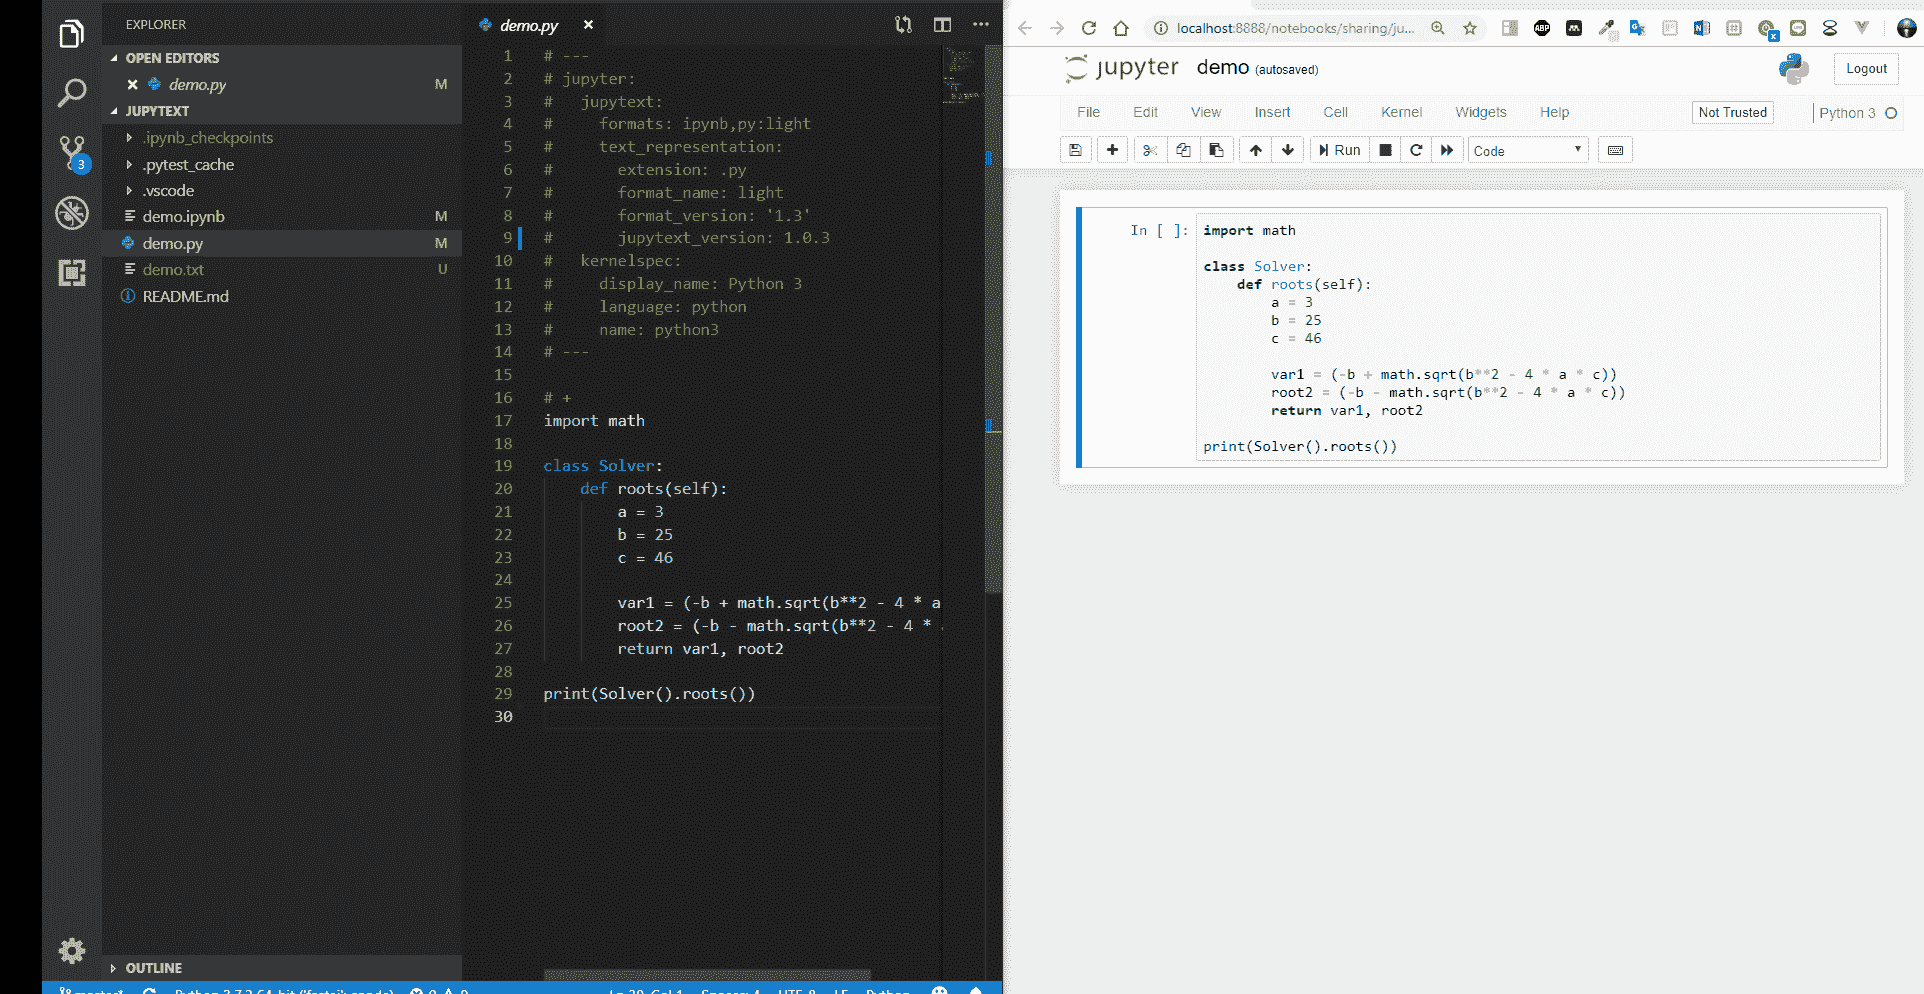 EXPLORER
OPEN EDITORS
demo.py M
JUPYTEXT
.ipynb_checkpoints
.pytest_cache
.vscode
demo.ipynb M
demo.py M
demo.txt U
README.md
3
OUTLINE
demo.py
1 # ---
2 # jupyter:
3 #   jupytext:
4 #     formats: ipynb,py:light
5 #     text_representation:
6 #       extension: .py
7 #       format_name: light
8 #       format_version: '1.3'
9 #       jupytext_version: 1.0.3
10 #   kernelspec:
11 #     display_name: Python 3
12 #     language: python
13 #     name: python3
14 # ---
15
16 # +
17 import math
18
19 class Solver:
20     def roots(self):
21         a = 3
22         b = 25
23         c = 46
24
25         var1 = (-b + math.sqrt(b**2 - 4 * a
26         root2 = (-b - math.sqrt(b**2 - 4 *
27         return var1, root2
28
29 print(Solver().roots())
30
localhost:8888/notebooks/sharing/ju...
ABP
jupyter demo (autosaved)
Logout
File Edit View Insert Cell Kernel Widgets Help
Not Trusted
Python 3
Run
Code
In [ ]: import math
class Solver:
    def roots(self):
        a = 3
        b = 25
        c = 46
        var1 = (-b + math.sqrt(b**2 - 4 * a * c))
        root2 = (-b - math.sqrt(b**2 - 4 * a * c))
        return var1, root2
print(Solver().roots())